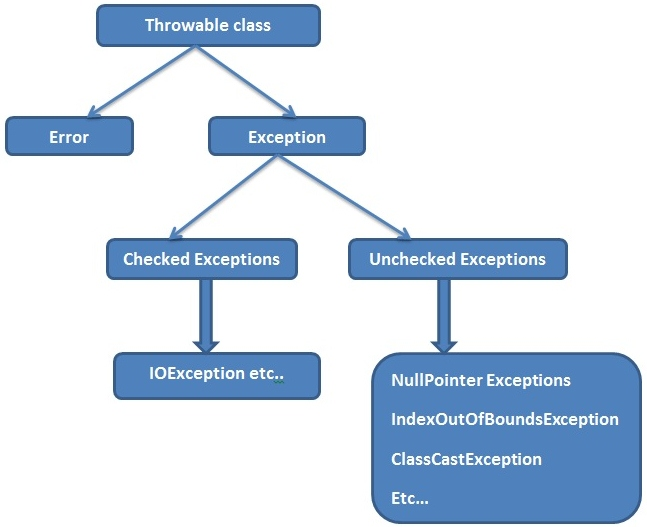 Throwable class
Error
Exception
Checked Exceptions
Unchecked Exceptions
IOException etc..
NullPointer Exceptions
IndexOutOfBoundsException
ClassCastException
Etc...